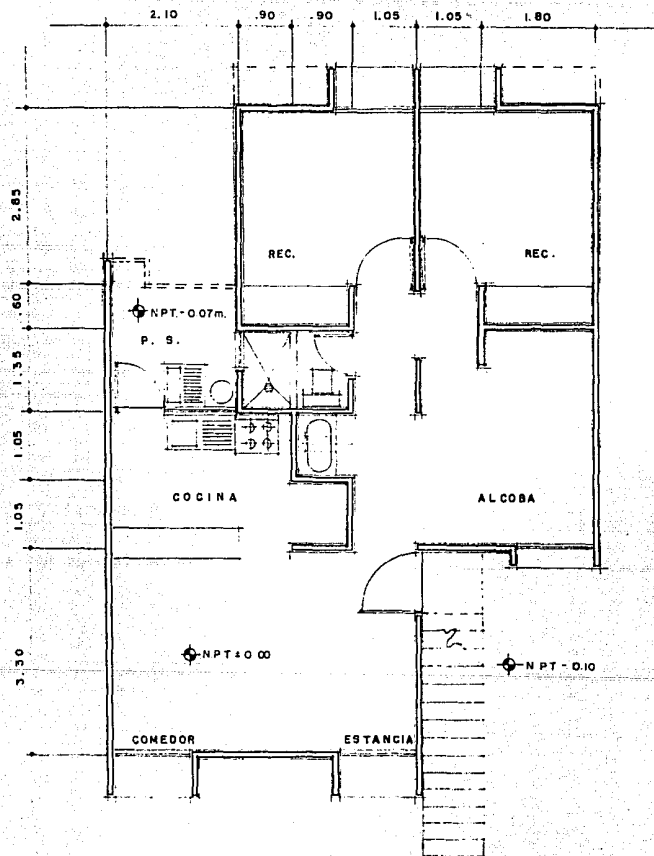 2.10 .90 .90 1.05 1.05 1.80
2.85
REC. REC.
.60
NPT.-0.07m.
P. S.
1.35
1.05
COCINA ALCOBA
1.05
3.30
NPT±0.00
NPT-0.10
COMEDOR ESTANCIA